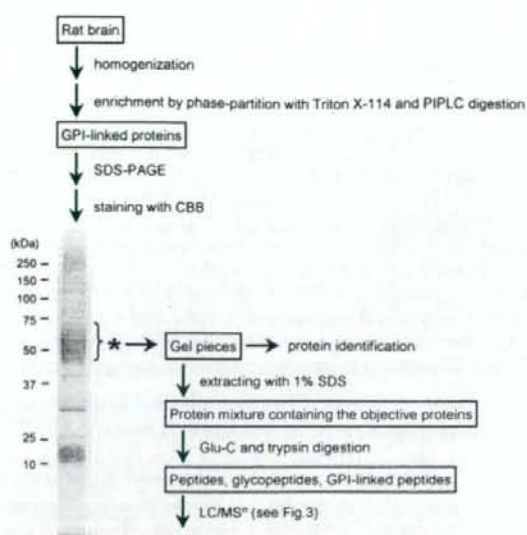 Rat brain
homogenization
enrichment by phase-partition with Triton X-114 and PIPLC digestion
GPI-linked proteins
SDS-PAGE
staining with CBB
(kDa)
250
150
100
75
50
37
25
10
*
Gel pieces
protein identification
extracting with 1% SDS
Protein mixture containing the objective proteins
Glu-C and trypsin digestion
Peptides, glycopeptides, GPI-linked peptides
LC/MSⁿ (see Fig.3)